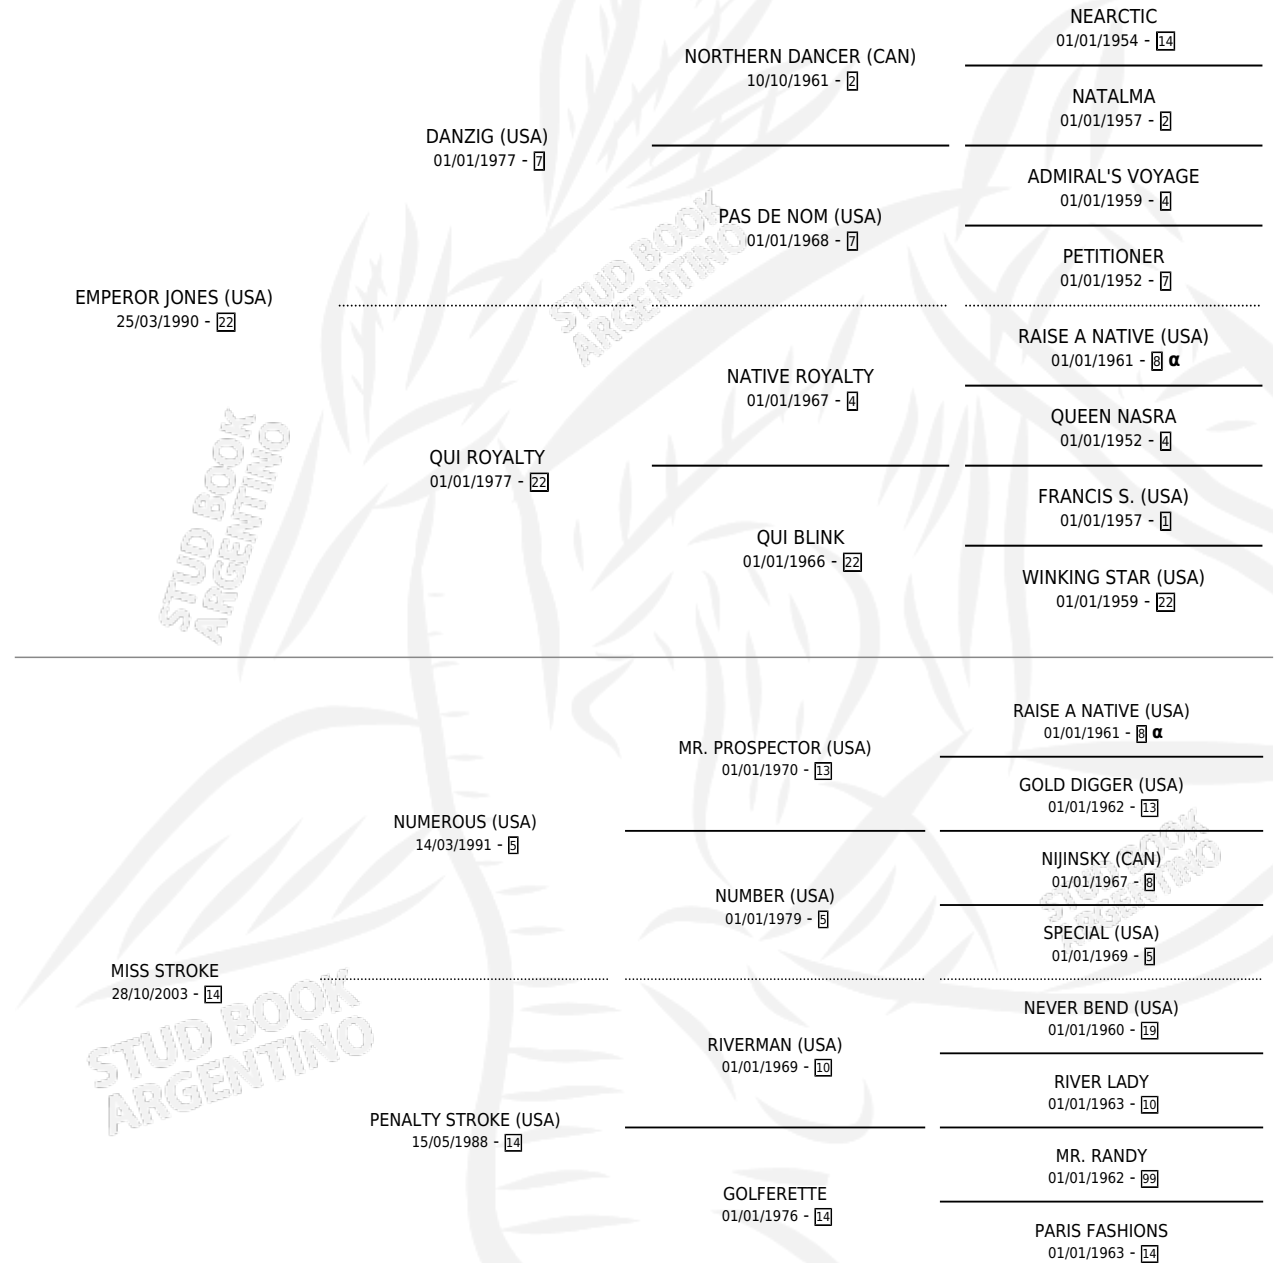 NEARCTIC
01/01/1954 - 14
NORTHERN DANCER (CAN)
10/10/1961 - 2
NATALMA
01/01/1957 - 2
DANZIG (USA)
01/01/1977 - 7
ADMIRAL'S VOYAGE
01/01/1959 - 4
PAS DE NOM (USA)
01/01/1968 - 7
PETITIONER
01/01/1952 - 7
EMPEROR JONES (USA)
25/03/1990 - 22
RAISE A NATIVE (USA)
01/01/1961 - 8 α
NATIVE ROYALTY
01/01/1967 - 4
QUEEN NASRA
01/01/1952 - 4
QUI ROYALTY
01/01/1977 - 22
FRANCIS S. (USA)
01/01/1957 - 1
QUI BLINK
01/01/1966 - 22
WINKING STAR (USA)
01/01/1959 - 22
RAISE A NATIVE (USA)
01/01/1961 - 8 α
MR. PROSPECTOR (USA)
01/01/1970 - 13
GOLD DIGGER (USA)
01/01/1962 - 13
NUMEROUS (USA)
14/03/1991 - 5
NIJINSKY (CAN)
01/01/1967 - 8
NUMBER (USA)
01/01/1979 - 5
SPECIAL (USA)
01/01/1969 - 5
MISS STROKE
28/10/2003 - 14
NEVER BEND (USA)
01/01/1960 - 19
RIVERMAN (USA)
01/01/1969 - 10
RIVER LADY
01/01/1963 - 10
PENALTY STROKE (USA)
15/05/1988 - 14
MR. RANDY
01/01/1962 - 99
GOLFERETTE
01/01/1976 - 14
PARIS FASHIONS
01/01/1963 - 14
STUD BOOK
ARGENTINO
STUD BOOK
ARGENTINO
STUD BOOK
ARGENTINO
STUD BOOK
ARGENTINO